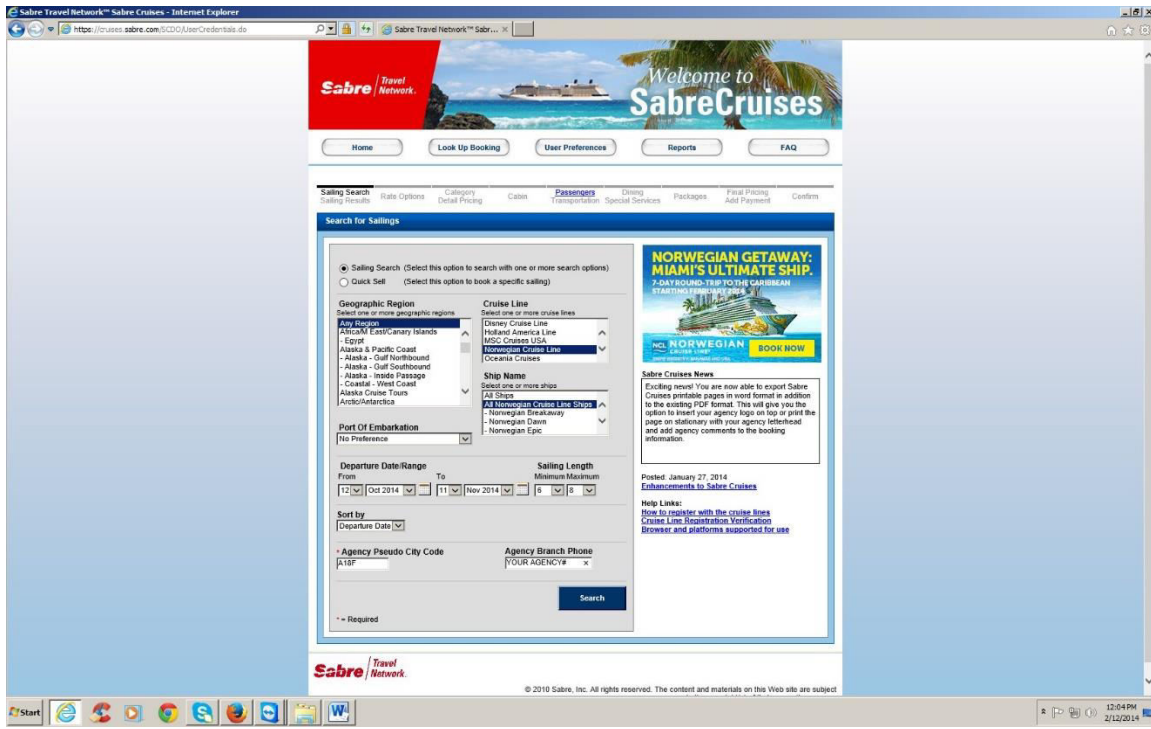 Sabre Travel Network™ Sabre Cruises - Internet Explorer
https://cruises.sabre.com/SCDO/UserCredentials.do
Sabre Travel Network™ Sabr...
Sabre Travel Network.
Welcome to
SabreCruises
Home
Look Up Booking
User Preferences
Reports
FAQ
Sailing Search
Sailing Results
Rate Options
Category
Detail Pricing
Cabin
Passengers
Transportation
Dining
Special Services
Packages
Final Pricing
Add Payment
Confirm
Search for Sailings
Sailing Search (Select this option to search with one or more search options)
Quick Sell (Select this option to book a specific sailing)
Geographic Region
Select one or more geographic regions
Any Region
Africa/M East/Canary Islands
- Egypt
Alaska & Pacific Coast
- Alaska - Gulf Northbound
- Alaska - Gulf Southbound
- Alaska - Inside Passage
- Coastal - West Coast
Alaska Cruise Tours
Arctic/Antarctica
Cruise Line
Select one or more cruise lines
Disney Cruise Line
Holland America Line
MSC Cruises USA
Norwegian Cruise Line
Oceania Cruises
Ship Name
Select one or more ships
All Ships
All Norwegian Cruise Line Ships
- Norwegian Breakaway
- Norwegian Dawn
- Norwegian Epic
Port Of Embarkation
No Preference
Departure Date/Range
From To
12 Oct 2014 11 Nov 2014
Sailing Length
Minimum Maximum
6 8
Sort by
Departure Date
* Agency Pseudo City Code
A18F
Agency Branch Phone
YOUR AGENCY#
Search
* = Required
NORWEGIAN GETAWAY:
MIAMI'S ULTIMATE SHIP.
7-DAY ROUND-TRIP TO THE CARIBBEAN
STARTING FEBRUARY 2014
NCL NORWEGIAN
CRUISE LINE
BOOK NOW
Sabre Cruises News
Exciting news! You are now able to export Sabre
Cruises printable pages in word format in addition
to the existing PDF format. This will give you the
option to insert your agency logo on top or print the
page on stationary with your agency letterhead
and add agency comments to the booking
information.
Posted: January 27, 2014
Enhancements to Sabre Cruises
Help Links:
How to register with the cruise lines
Cruise Line Registration Verification
Browser and platforms supported for use
Sabre Travel Network.
© 2010 Sabre, Inc. All rights reserved. The content and materials on this Web site are subject
Start
12:04 PM
2/12/2014